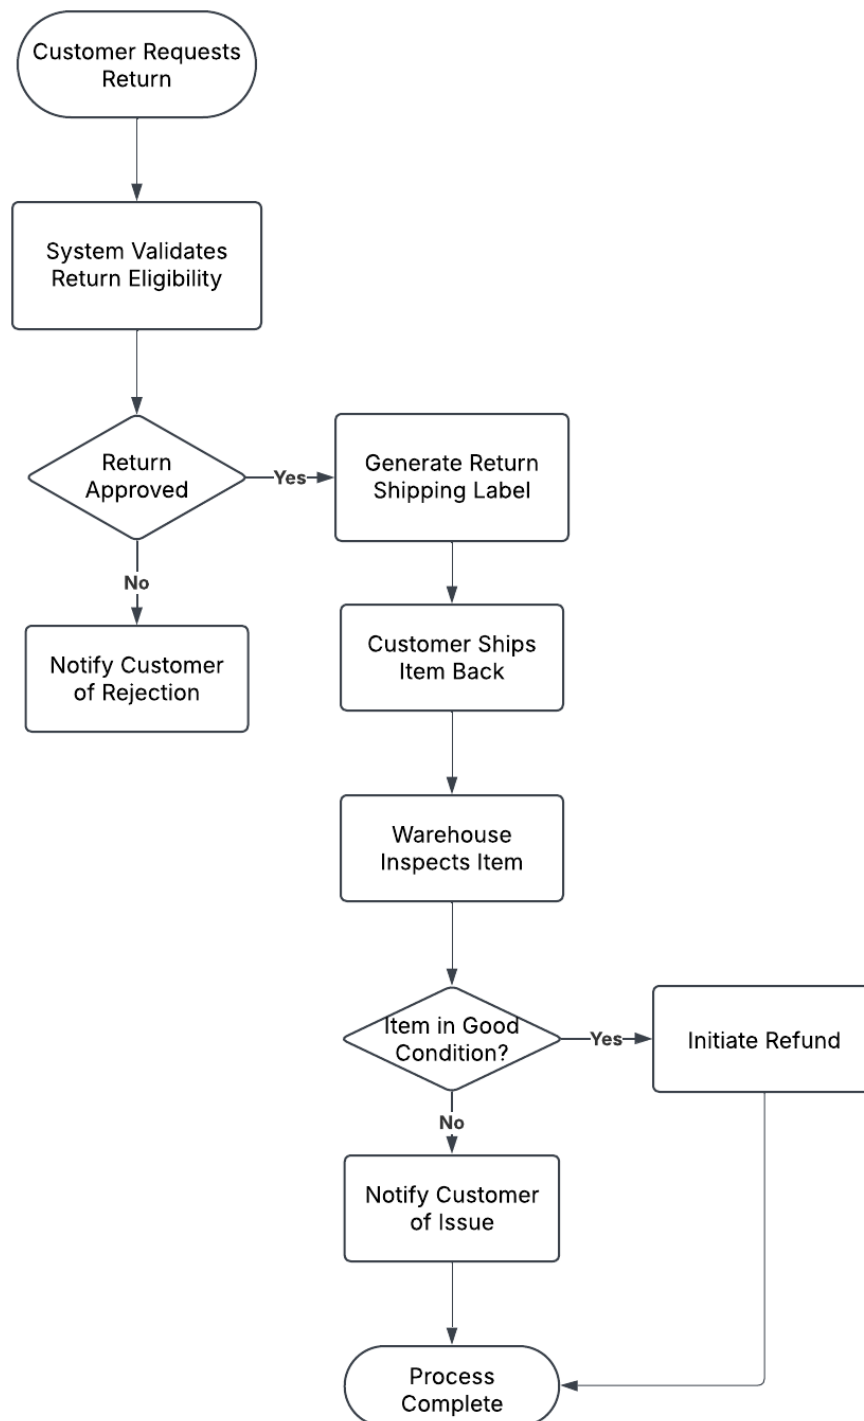 Customer Requests
Return
System Validates
Return Eligibility
Return
Approved
Yes
Generate Return
Shipping Label
No
Notify Customer
of Rejection
Customer Ships
Item Back
Warehouse
Inspects Item
Item in Good
Condition?
Yes
Initiate Refund
No
Notify Customer
of Issue
Process
Complete